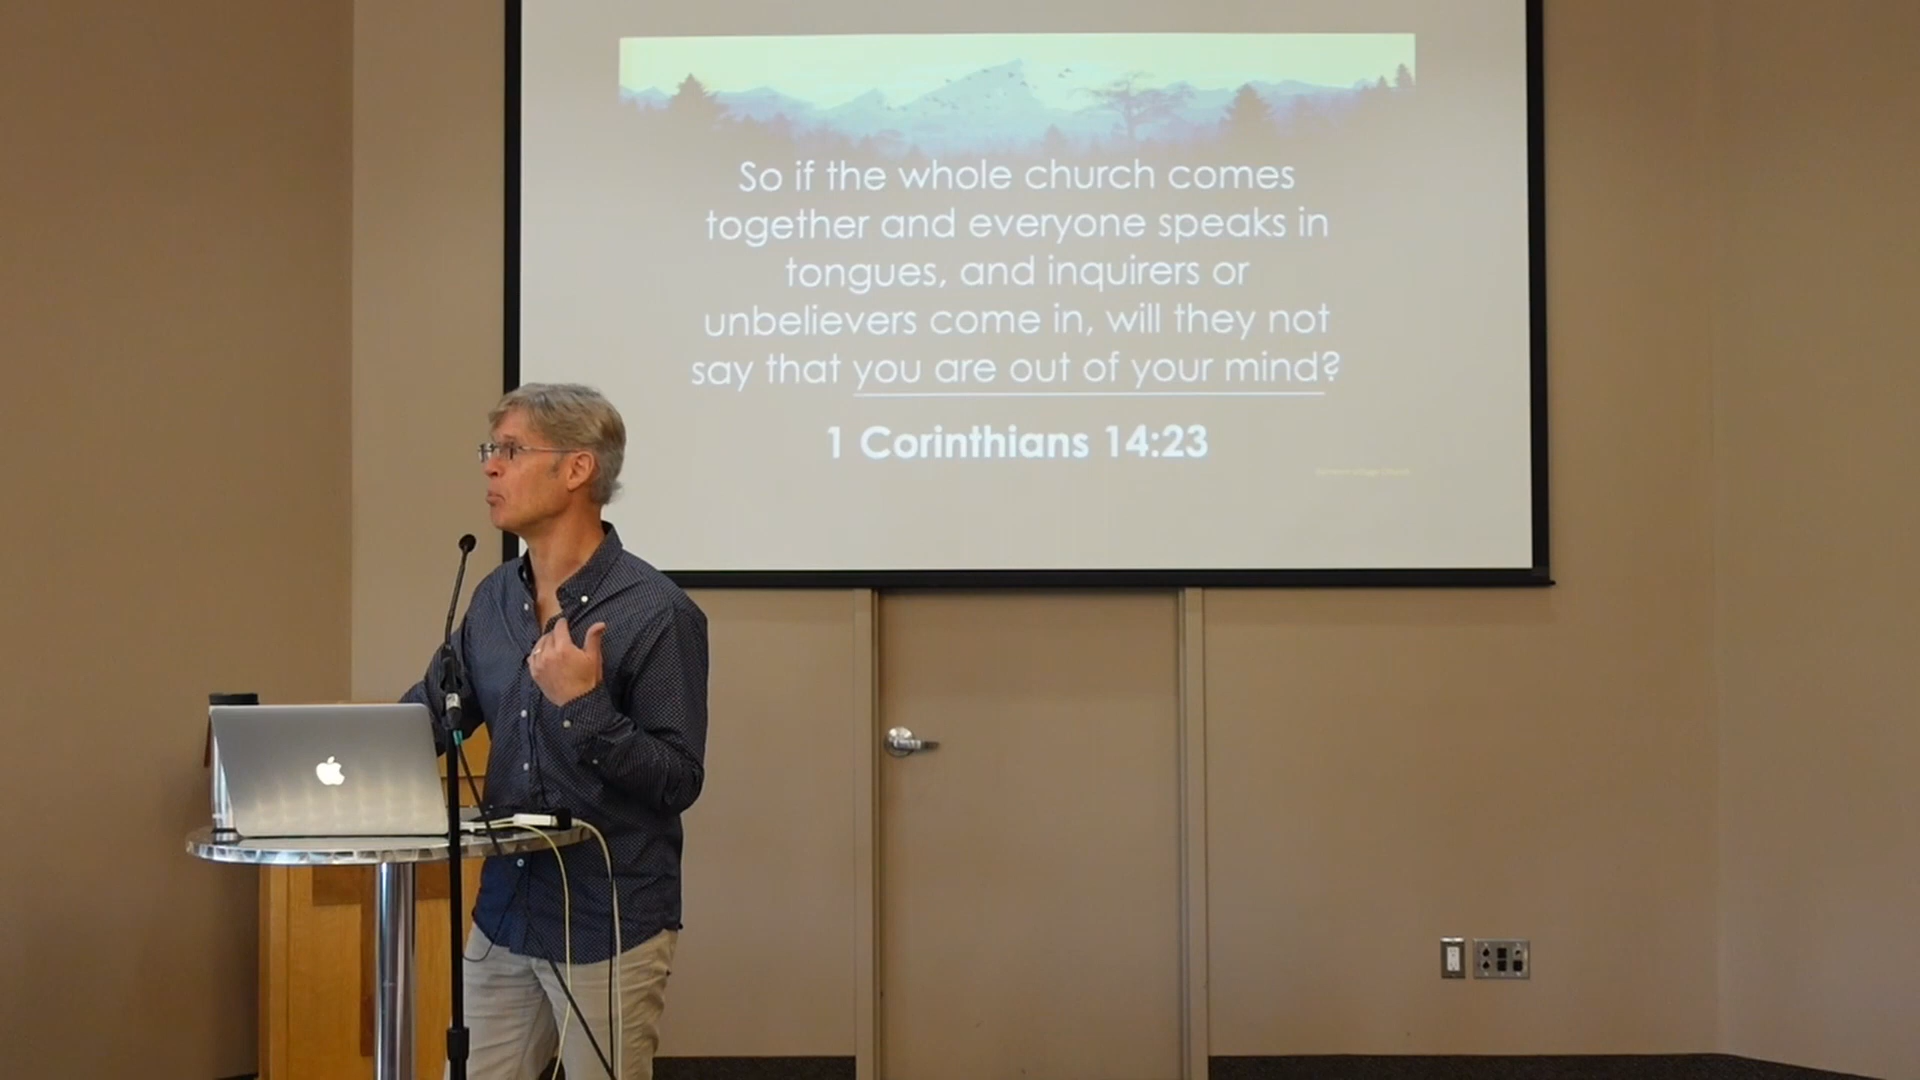 So if the whole church comes
together and everyone speaks in
tongues, and inquirers or
unbelievers come in, will they not
say that you are out of your mind?
1 Corinthians 14:23